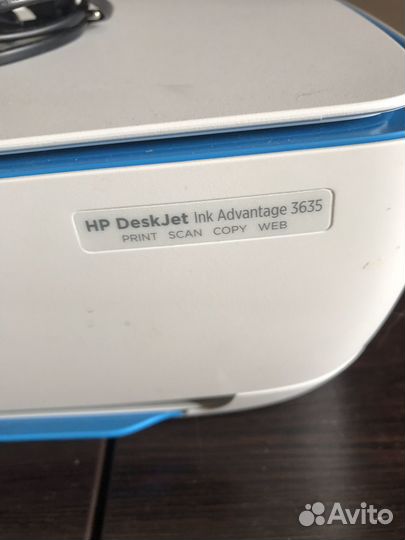 HP DeskJet Ink Advantage 3635
PRINT SCAN COPY WEB
Avito